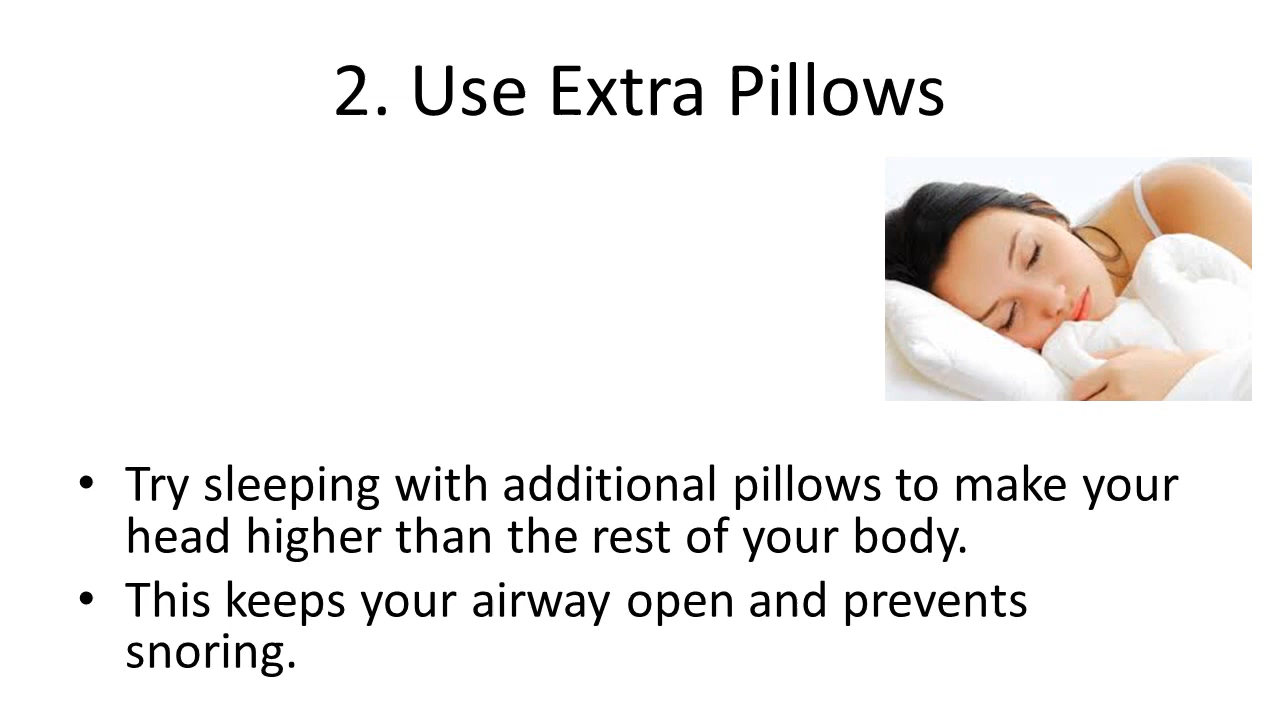 2. Use Extra Pillows
• Try sleeping with additional pillows to make your
head higher than the rest of your body.
• This keeps your airway open and prevents
snoring.